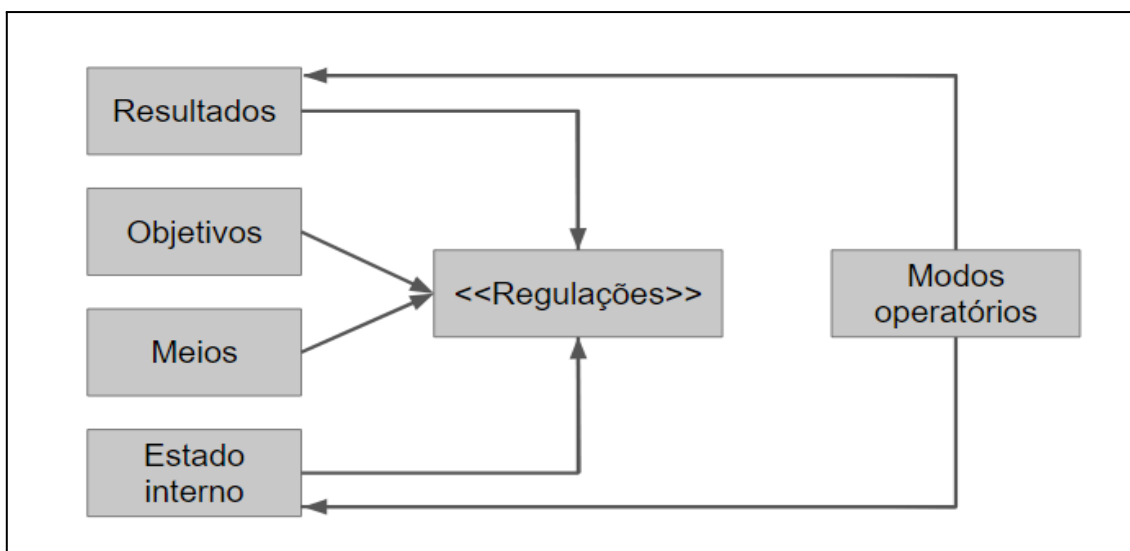 Resultados
Objetivos
Meios
Estado
interno
<<Regulações>>
Modos
operatórios